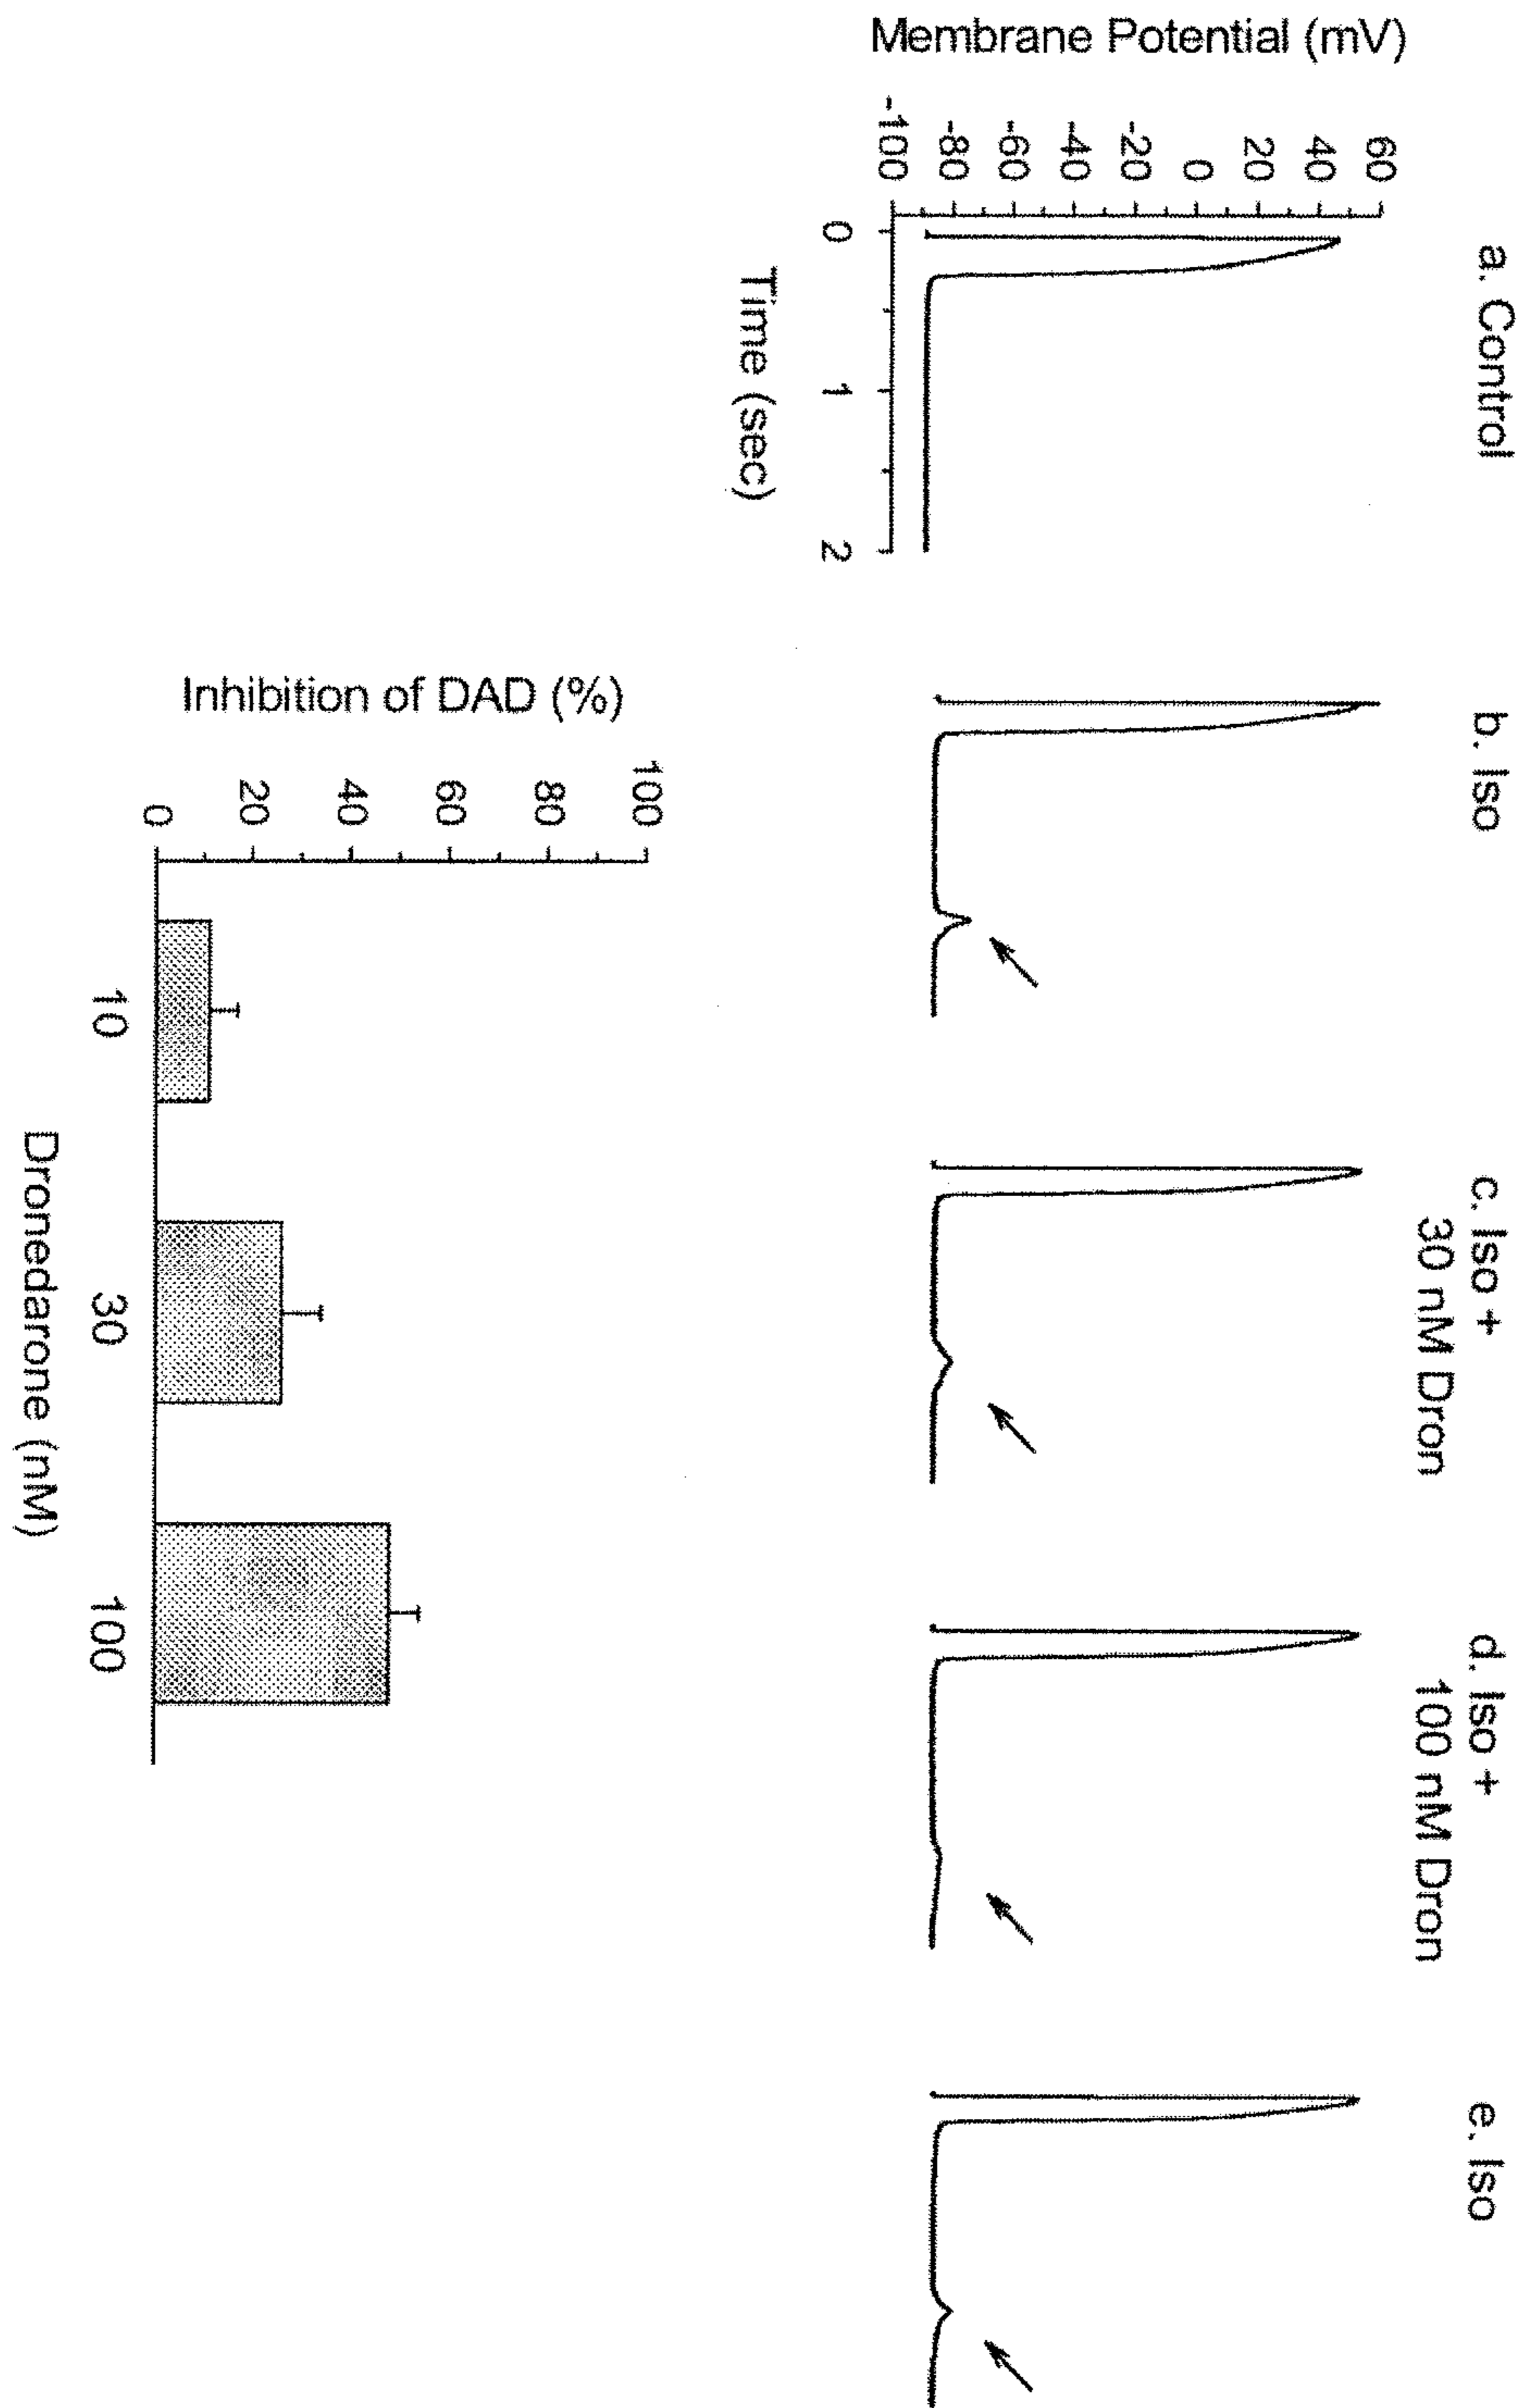 a. Control
b. Iso
c. Iso +
30 nM Dron
d. Iso +
100 nM Dron
e. Iso
Membrane Potential (mV)
60
40
20
0
-20
-40
-60
-80
-100
0
1
2
Time (sec)
Inhibition of DAD (%)
100
80
60
40
20
0
10
30
100
Dronedarone (nM)